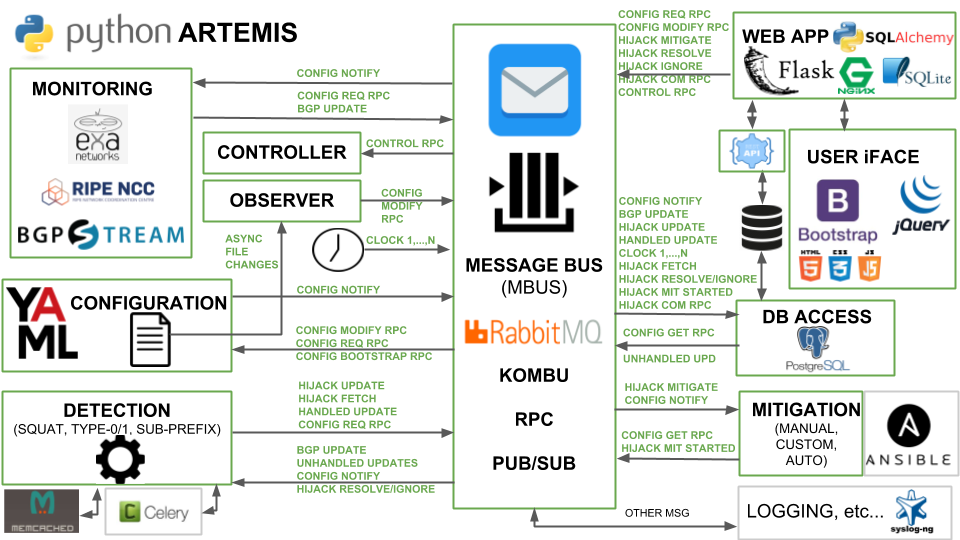 python ARTEMIS
MONITORING
exa
networks
RIPE NCC
RIPE NETWORK COORDINATION CENTRE
BGPSTREAM
CONFIG NOTIFY
CONFIG REQ RPC
BGP UPDATE
CONTROLLER
CONTROL RPC
OBSERVER
CONFIG
MODIFY
RPC
ASYNC
FILE
CHANGES
CLOCK 1,...,N
YAML
CONFIGURATION
CONFIG NOTIFY
CONFIG MODIFY RPC
CONFIG REQ RPC
CONFIG BOOTSTRAP RPC
DETECTION
(SQUAT, TYPE-0/1, SUB-PREFIX)
HIJACK UPDATE
HIJACK FETCH
HANDLED UPDATE
CONFIG REQ RPC
BGP UPDATE
UNHANDLED UPDATES
CONFIG NOTIFY
HIJACK RESOLVE/IGNORE
MEMCACHED
Celery
MESSAGE BUS
(MBUS)
RabbitMQ
KOMBU
RPC
PUB/SUB
CONFIG REQ RPC
CONFIG MODIFY RPC
HIJACK MITIGATE
HIJACK RESOLVE
HIJACK IGNORE
HIJACK COM RPC
CONTROL RPC
WEB APP
SQLAlchemy
Flask
NGINX
SQLite
API
USER iFACE
B
Bootstrap
jQuery
HTML
5
CSS
3
JS
CONFIG NOTIFY
BGP UPDATE
HIJACK UPDATE
HANDLED UPDATE
CLOCK 1,...,N
HIJACK FETCH
HIJACK RESOLVE/IGNORE
HIJACK MIT STARTED
HIJACK COM RPC
CONFIG GET RPC
UNHANDLED UPD
DB ACCESS
PostgreSQL
HIJACK MITIGATE
CONFIG NOTIFY
CONFIG GET RPC
HIJACK MIT STARTED
MITIGATION
(MANUAL,
CUSTOM,
AUTO)
ANSIBLE
OTHER MSG
LOGGING, etc...
syslog-ng